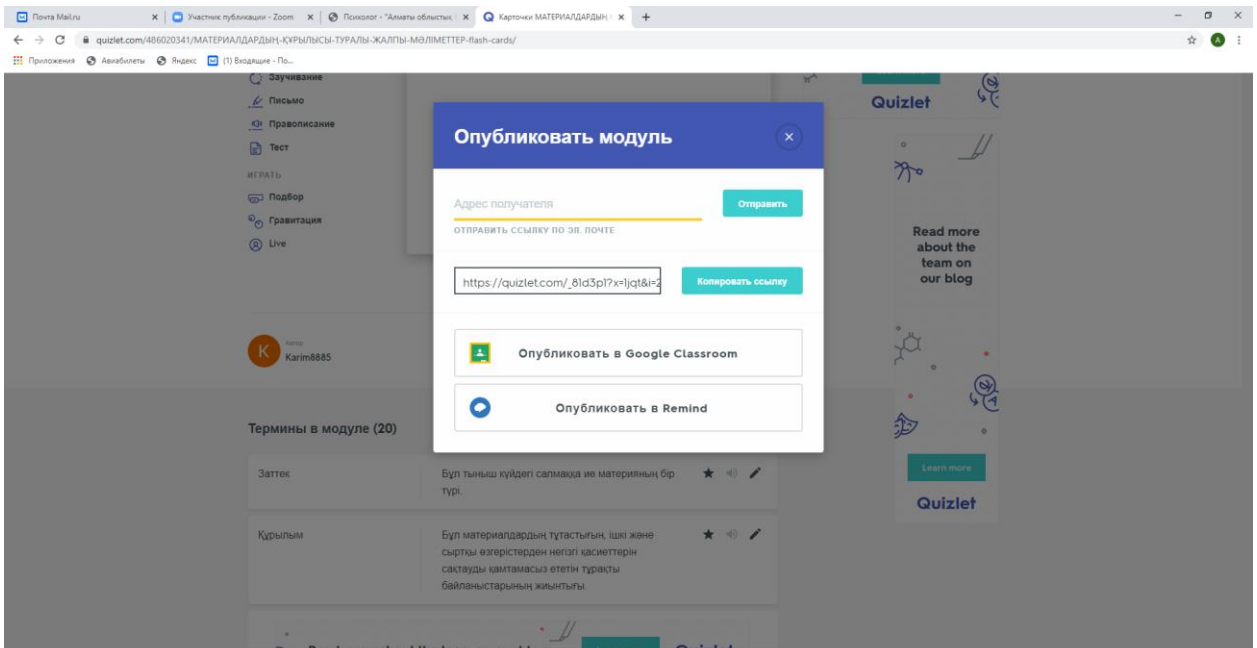 Почта Mail.ru
Участник публикации - Zoom
Психолог - "Алматы облыстық
Карточки МАТЕРИАЛДАРДЫҢ
quizlet.com/486020341/МАТЕРИАЛДАРДЫҢ-ҚҰРЫЛЫСЫ-ТУРАЛЫ-ЖАЛПЫ-МӘЛІМЕТТЕР-flash-cards/
A
Приложения
Авиабилеты
Яндекс
(1) Входящие - По...
Заучивание
Письмо
Правописание
Тест
ИГРАТЬ
Подбор
Гравитация
Live
Опубликовать модуль
Адрес получателя
Отправить
ОТПРАВИТЬ ССЫЛКУ ПО ЭЛ. ПОЧТЕ
https://quizlet.com/_81d3p1?x=1jqt&i=2
Копировать ссылку
Опубликовать в Google Classroom
Опубликовать в Remind
K
Автор
Karim8885
Термины в модуле (20)
Заттек
Бұл тыныш күйдегі салмаққа ие материяның бір
түрі.
Құрылым
Бұл материалдардың тұтастығын, ішкі және
сыртқы өзгерістерден негізгі қасиеттерін
сақтауды қамтамасыз ететін тұрақты
байланыстарының жиынтығы.
Quizlet
Read more
about the
team on
our blog
Learn more
Quizlet